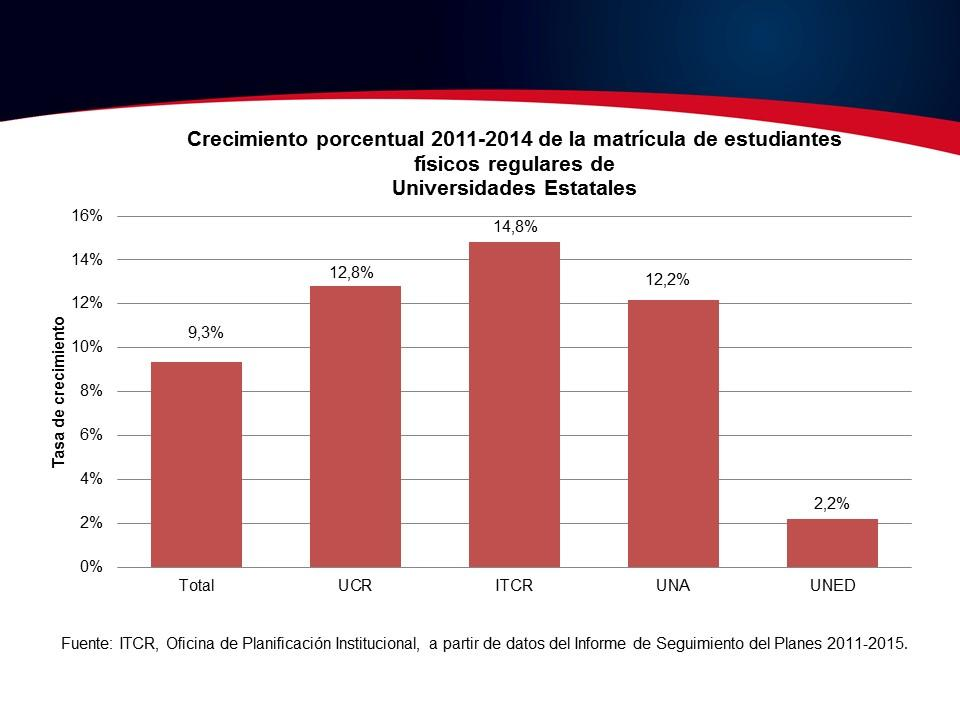 Crecimiento porcentual 2011-2014 de la matrícula de estudiantes
físicos regulares de
Universidades Estatales
16%
14%
12%
10%
8%
6%
4%
2%
0%
Tasa de crecimiento
9,3%
12,8%
14,8%
12,2%
2,2%
Total
UCR
ITCR
UNA
UNED
Fuente: ITCR, Oficina de Planificación Institucional, a partir de datos del Informe de Seguimiento del Planes 2011-2015.